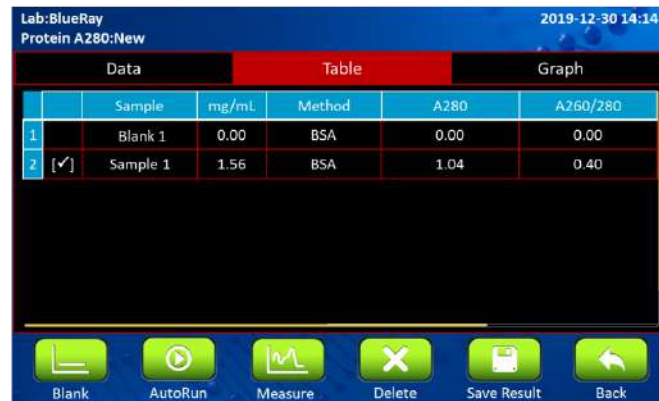 Lab:BlueRay 2019-12-30 14:14
Protein A280:New
Data Table Graph
Sample mg/mL Method A280 A260/280
1 Blank 1 0.00 BSA 0.00 0.00
2 [✓] Sample 1 1.56 BSA 1.04 0.40
Blank AutoRun Measure Delete Save Result Back